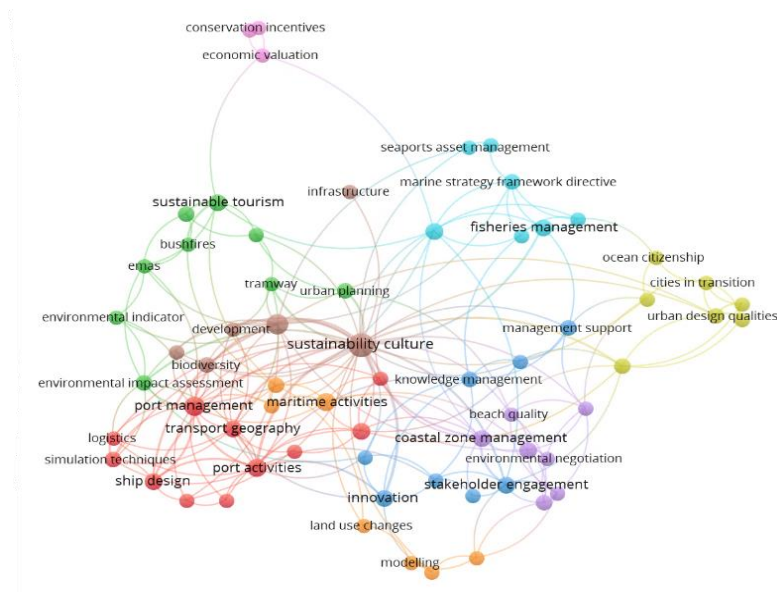 conservation incentives
economic valuation
seaports asset management
marine strategy framework directive
infrastructure
sustainable tourism
fisheries management
bushfires
ocean citizenship
emas
cities in transition
tramway
urban planning
environmental indicator
urban design qualities
development
management support
sustainability culture
biodiversity
environmental impact assessment
knowledge management
port management
maritime activities
beach quality
transport geography
logistics
coastal zone management
simulation techniques
environmental negotiation
port activities
ship design
stakeholder engagement
innovation
land use changes
modelling